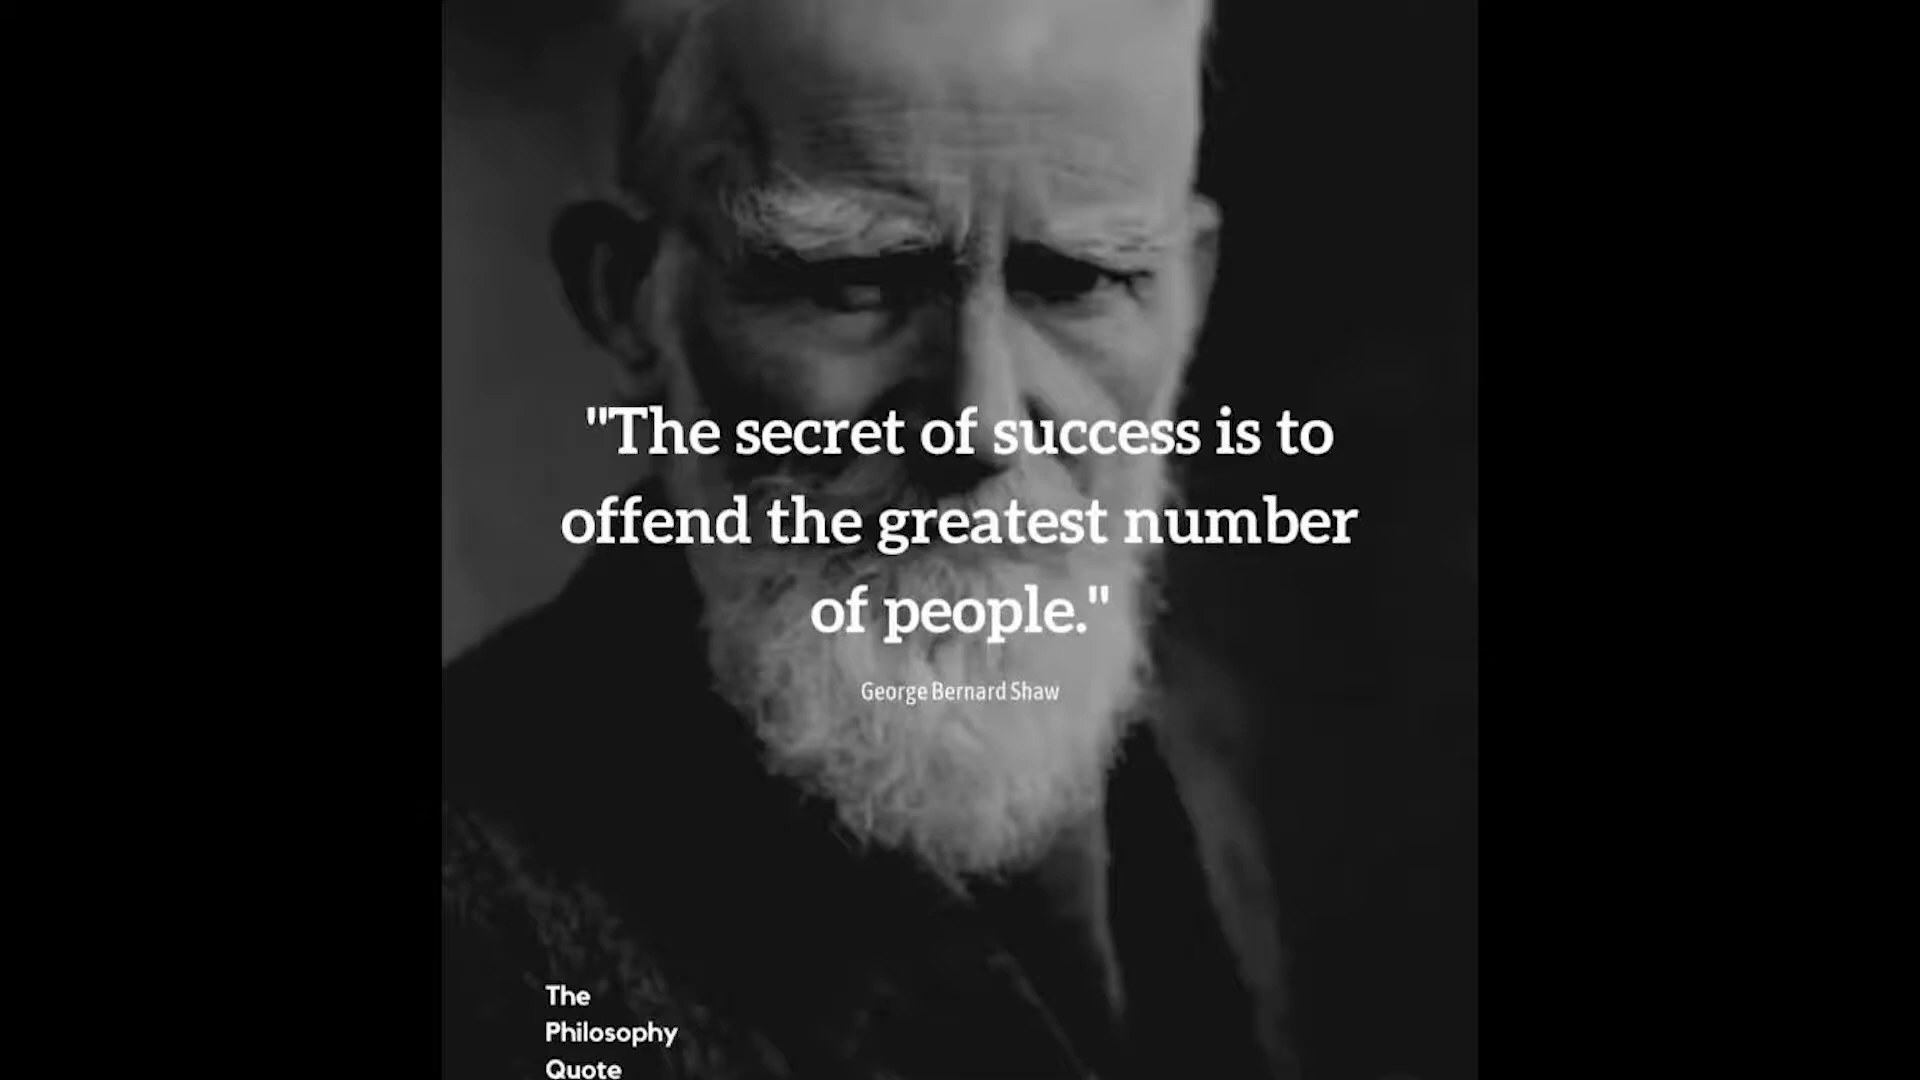 "The secret of success is to
offend the greatest number
of people."
George Bernard Shaw
The
Philosophy
Quote